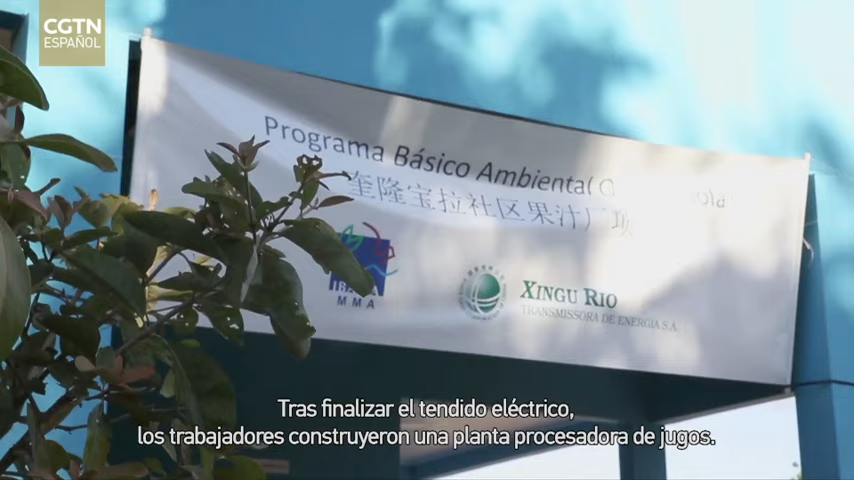 CGTN
ESPAÑOL
Programa Básico Ambiental
奎隆宝拉社区果汁厂项
MMA
XINGU RIO
TRANSMISSORA DE ENERGIA S.A.
Tras finalizar el tendido eléctrico,
los trabajadores construyeron una planta procesadora de jugos.